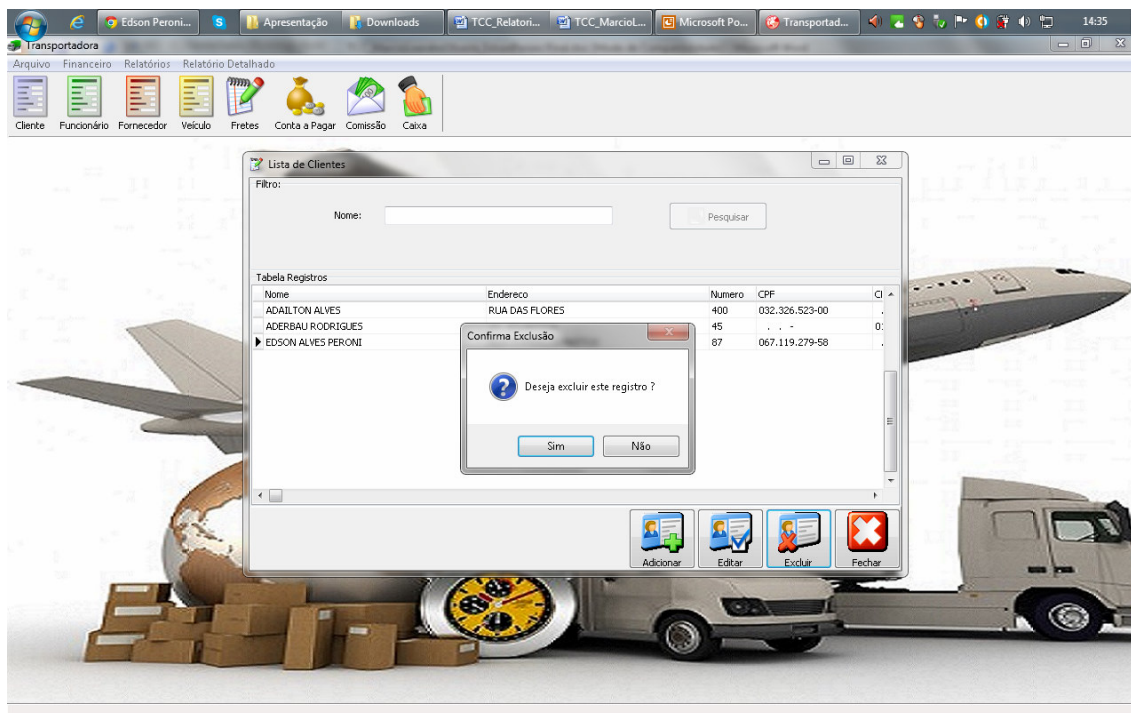 Edson Peroni... Apresentação Downloads TCC_Relatori... TCC_MarcioL... Microsoft Po... Transportad... 14:35
Transportadora
Arquivo Financeiro Relatórios Relatório Detalhado
Cliente Funcionário Fornecedor Veículo Fretes Conta a Pagar Comissão Caixa
Lista de Clientes
Filtro:
Nome: Pesquisar
Tabela Registros
Nome Endereco Numero CPF
ADAILTON ALVES RUA DAS FLORES 400 032.326.523-00
ADERBAU RODRIGUES 45 . . -
EDSON ALVES PERONI 87 067.119.279-58
Confirma Exclusão
Deseja excluir este registro ?
Sim Não
Adicionar Editar Excluir Fechar